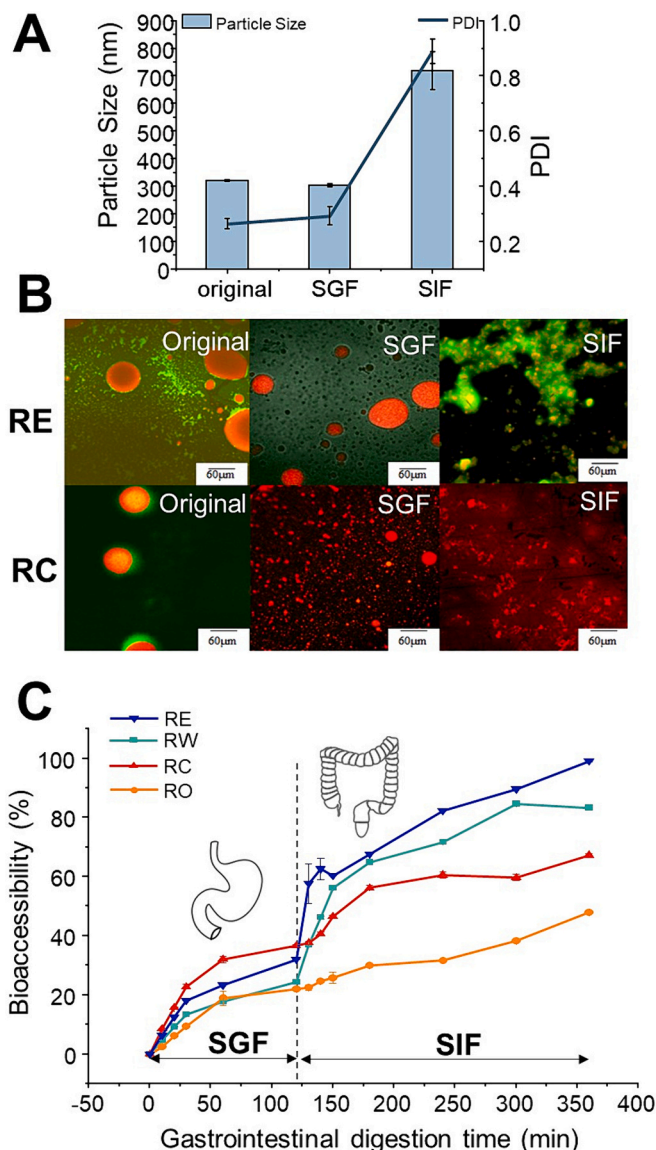 A
Particle Size
PDI
Particle Size (nm)
900
800
700
600
500
400
300
200
100
0
1.0
0.8
0.6
0.4
0.2
PDI
original SGF SIF
B
RE
Original
SGF
SIF
60μm
60μm
60μm
RC
Original
SGF
SIF
60μm
60μm
60μm
C
RE
RW
RC
RO
Bioaccessibility (%)
100
80
60
40
20
0
SGF
SIF
-50 0 50 100 150 200 250 300 350 400
Gastrointestinal digestion time (min)